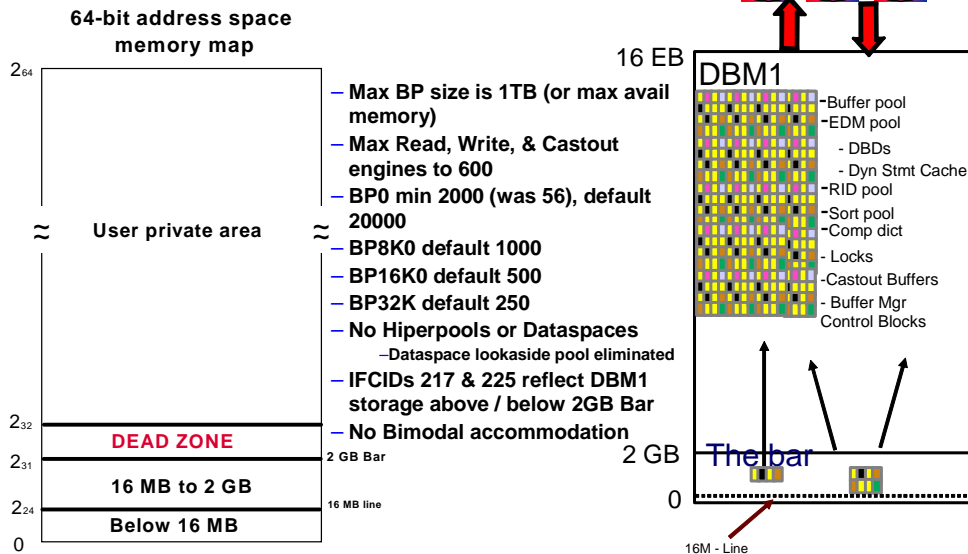 64-bit address space
memory map
264
≈ User private area ≈
232
DEAD ZONE
231
2 GB Bar
16 MB to 2 GB
224
16 MB line
Below 16 MB
0
– Max BP size is 1TB (or max avail
memory)
– Max Read, Write, & Castout
engines to 600
– BP0 min 2000 (was 56), default
20000
– BP8K0 default 1000
– BP16K0 default 500
– BP32K default 250
– No Hiperpools or Dataspaces
–Dataspace lookaside pool eliminated
– IFCIDs 217 & 225 reflect DBM1
storage above / below 2GB Bar
– No Bimodal accommodation
16 EB
DBM1
-Buffer pool
-EDM pool
- DBDs
- Dyn Stmt Cache
-RID pool
-Sort pool
-Comp dict
- Locks
-Castout Buffers
- Buffer Mgr
Control Blocks
2 GB
The bar
0
16M - Line